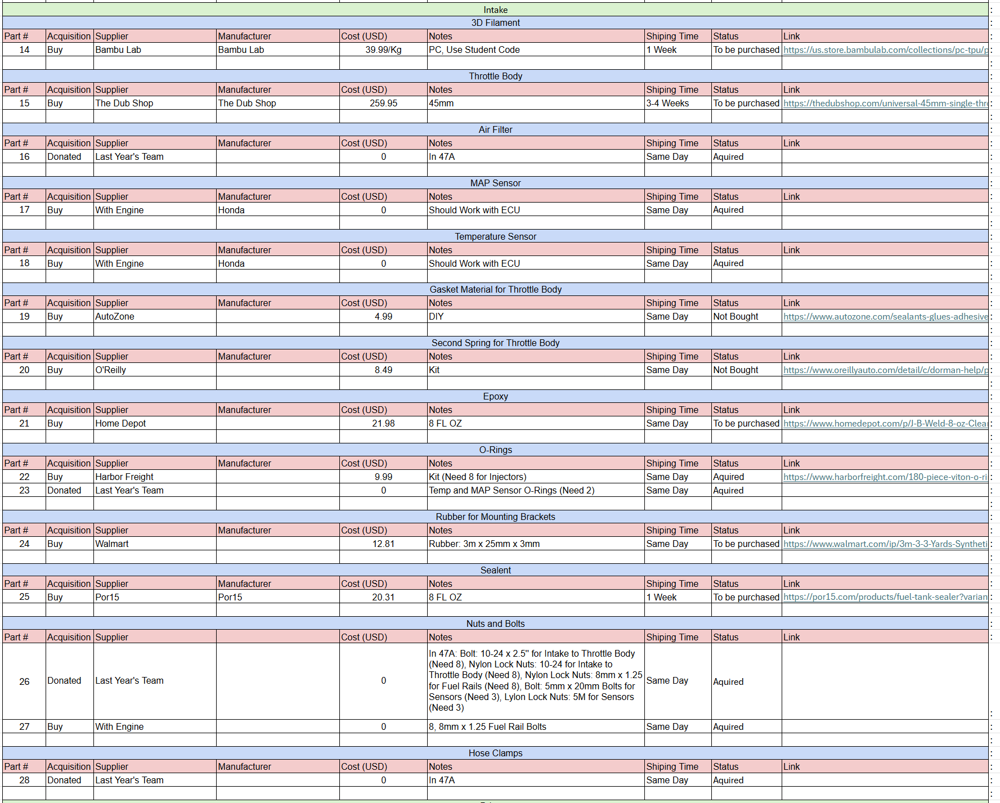 Intake
3D Filament
Part # Acquisition Supplier Manufacturer Cost (USD) Notes Shiping Time Status Link
14 Buy Bambu Lab Bambu Lab 39.99/Kg PC, Use Student Code 1 Week To be purchased https://us.store.bambulab.com/collections/pc-tpu/p
Throttle Body
Part # Acquisition Supplier Manufacturer Cost (USD) Notes Shiping Time Status Link
15 Buy The Dub Shop The Dub Shop 259.95 45mm 3-4 Weeks To be purchased https://thedubshop.com/universal-45mm-single-thr
Air Filter
Part # Acquisition Supplier Manufacturer Cost (USD) Notes Shiping Time Status Link
16 Donated Last Year's Team 0 In 47A Same Day Aquired
MAP Sensor
Part # Acquisition Supplier Manufacturer Cost (USD) Notes Shiping Time Status Link
17 Buy With Engine Honda 0 Should Work with ECU Same Day Aquired
Temperature Sensor
Part # Acquisition Supplier Manufacturer Cost (USD) Notes Shiping Time Status Link
18 Buy With Engine Honda 0 Should Work with ECU Same Day Aquired
Gasket Material for Throttle Body
Part # Acquisition Supplier Manufacturer Cost (USD) Notes Shiping Time Status Link
19 Buy AutoZone 4.99 DIY Same Day Not Bought https://www.autozone.com/sealants-glues-adhesive
Second Spring for Throttle Body
Part # Acquisition Supplier Manufacturer Cost (USD) Notes Shiping Time Status Link
20 Buy O'Reilly 8.49 Kit Same Day Not Bought https://www.oreillyauto.com/detail/c/dorman-help/p
Epoxy
Part # Acquisition Supplier Manufacturer Cost (USD) Notes Shiping Time Status Link
21 Buy Home Depot 21.98 8 FL OZ Same Day To be purchased https://www.homedepot.com/p/J-B-Weld-8-oz-Clea
O-Rings
Part # Acquisition Supplier Manufacturer Cost (USD) Notes Shiping Time Status Link
22 Buy Harbor Freight 9.99 Kit (Need 8 for Injectors) Same Day Aquired https://www.harborfreight.com/180-piece-viton-o-ri
23 Donated Last Year's Team 0 Temp and MAP Sensor O-Rings (Need 2) Same Day Aquired
Rubber for Mounting Brackets
Part # Acquisition Supplier Manufacturer Cost (USD) Notes Shiping Time Status Link
24 Buy Walmart 12.81 Rubber: 3m x 25mm x 3mm Same Day To be purchased https://www.walmart.com/ip/3m-3-3-Yards-Syntheti
Sealent
Part # Acquisition Supplier Manufacturer Cost (USD) Notes Shiping Time Status Link
25 Buy Por15 Por15 20.31 8 FL OZ 1 Week To be purchased https://por15.com/products/fuel-tank-sealer?varian
Nuts and Bolts
Part # Acquisition Supplier Cost (USD) Notes Shiping Time Status Link
In 47A: Bolt: 10-24 x 2.5" for Intake to Throttle Body
(Need 8), Nylon Lock Nuts: 10-24 for Intake to
Throttle Body (Need 8), Nylon Lock Nuts: 8mm x 1.25
26 Donated Last Year's Team 0 for Fuel Rails (Need 8), Bolt: 5mm x 20mm Bolts for Same Day Aquired
Sensors (Need 3), Lylon Lock Nuts: 5M for Sensors
(Need 3)
27 Buy With Engine 0 8, 8mm x 1.25 Fuel Rail Bolts Same Day Aquired
Hose Clamps
Part # Acquisition Supplier Manufacturer Cost (USD) Notes Shiping Time Status Link
28 Donated Last Year's Team 0 In 47A Same Day Aquired